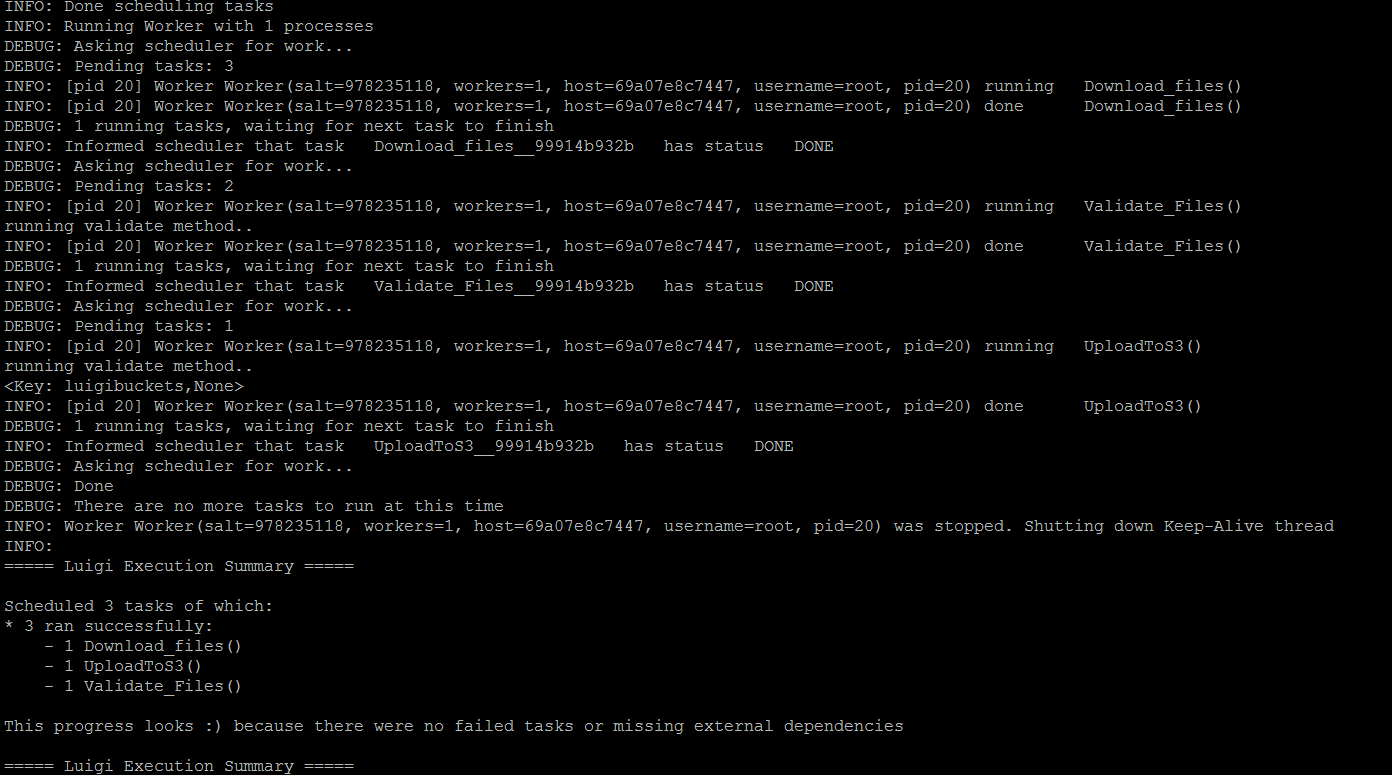 INFO: Done scheduling tasks
INFO: Running Worker with 1 processes
DEBUG: Asking scheduler for work...
DEBUG: Pending tasks: 3
INFO: [pid 20] Worker Worker(salt=978235118, workers=1, host=69a07e8c7447, username=root, pid=20) running   Download_files()
INFO: [pid 20] Worker Worker(salt=978235118, workers=1, host=69a07e8c7447, username=root, pid=20) done      Download_files()
DEBUG: 1 running tasks, waiting for next task to finish
INFO: Informed scheduler that task   Download_files__99914b932b   has status   DONE
DEBUG: Asking scheduler for work...
DEBUG: Pending tasks: 2
INFO: [pid 20] Worker Worker(salt=978235118, workers=1, host=69a07e8c7447, username=root, pid=20) running   Validate_Files()
running validate method..
INFO: [pid 20] Worker Worker(salt=978235118, workers=1, host=69a07e8c7447, username=root, pid=20) done      Validate_Files()
DEBUG: 1 running tasks, waiting for next task to finish
INFO: Informed scheduler that task   Validate_Files__99914b932b   has status   DONE
DEBUG: Asking scheduler for work...
DEBUG: Pending tasks: 1
INFO: [pid 20] Worker Worker(salt=978235118, workers=1, host=69a07e8c7447, username=root, pid=20) running   UploadToS3()
running validate method..
<Key: luigibuckets,None>
INFO: [pid 20] Worker Worker(salt=978235118, workers=1, host=69a07e8c7447, username=root, pid=20) done      UploadToS3()
DEBUG: 1 running tasks, waiting for next task to finish
INFO: Informed scheduler that task   UploadToS3__99914b932b   has status   DONE
DEBUG: Asking scheduler for work...
DEBUG: Done
DEBUG: There are no more tasks to run at this time
INFO: Worker Worker(salt=978235118, workers=1, host=69a07e8c7447, username=root, pid=20) was stopped. Shutting down Keep-Alive thread
INFO:
===== Luigi Execution Summary =====
Scheduled 3 tasks of which:
* 3 ran successfully:
    - 1 Download_files()
    - 1 UploadToS3()
    - 1 Validate_Files()
This progress looks :) because there were no failed tasks or missing external dependencies
===== Luigi Execution Summary =====